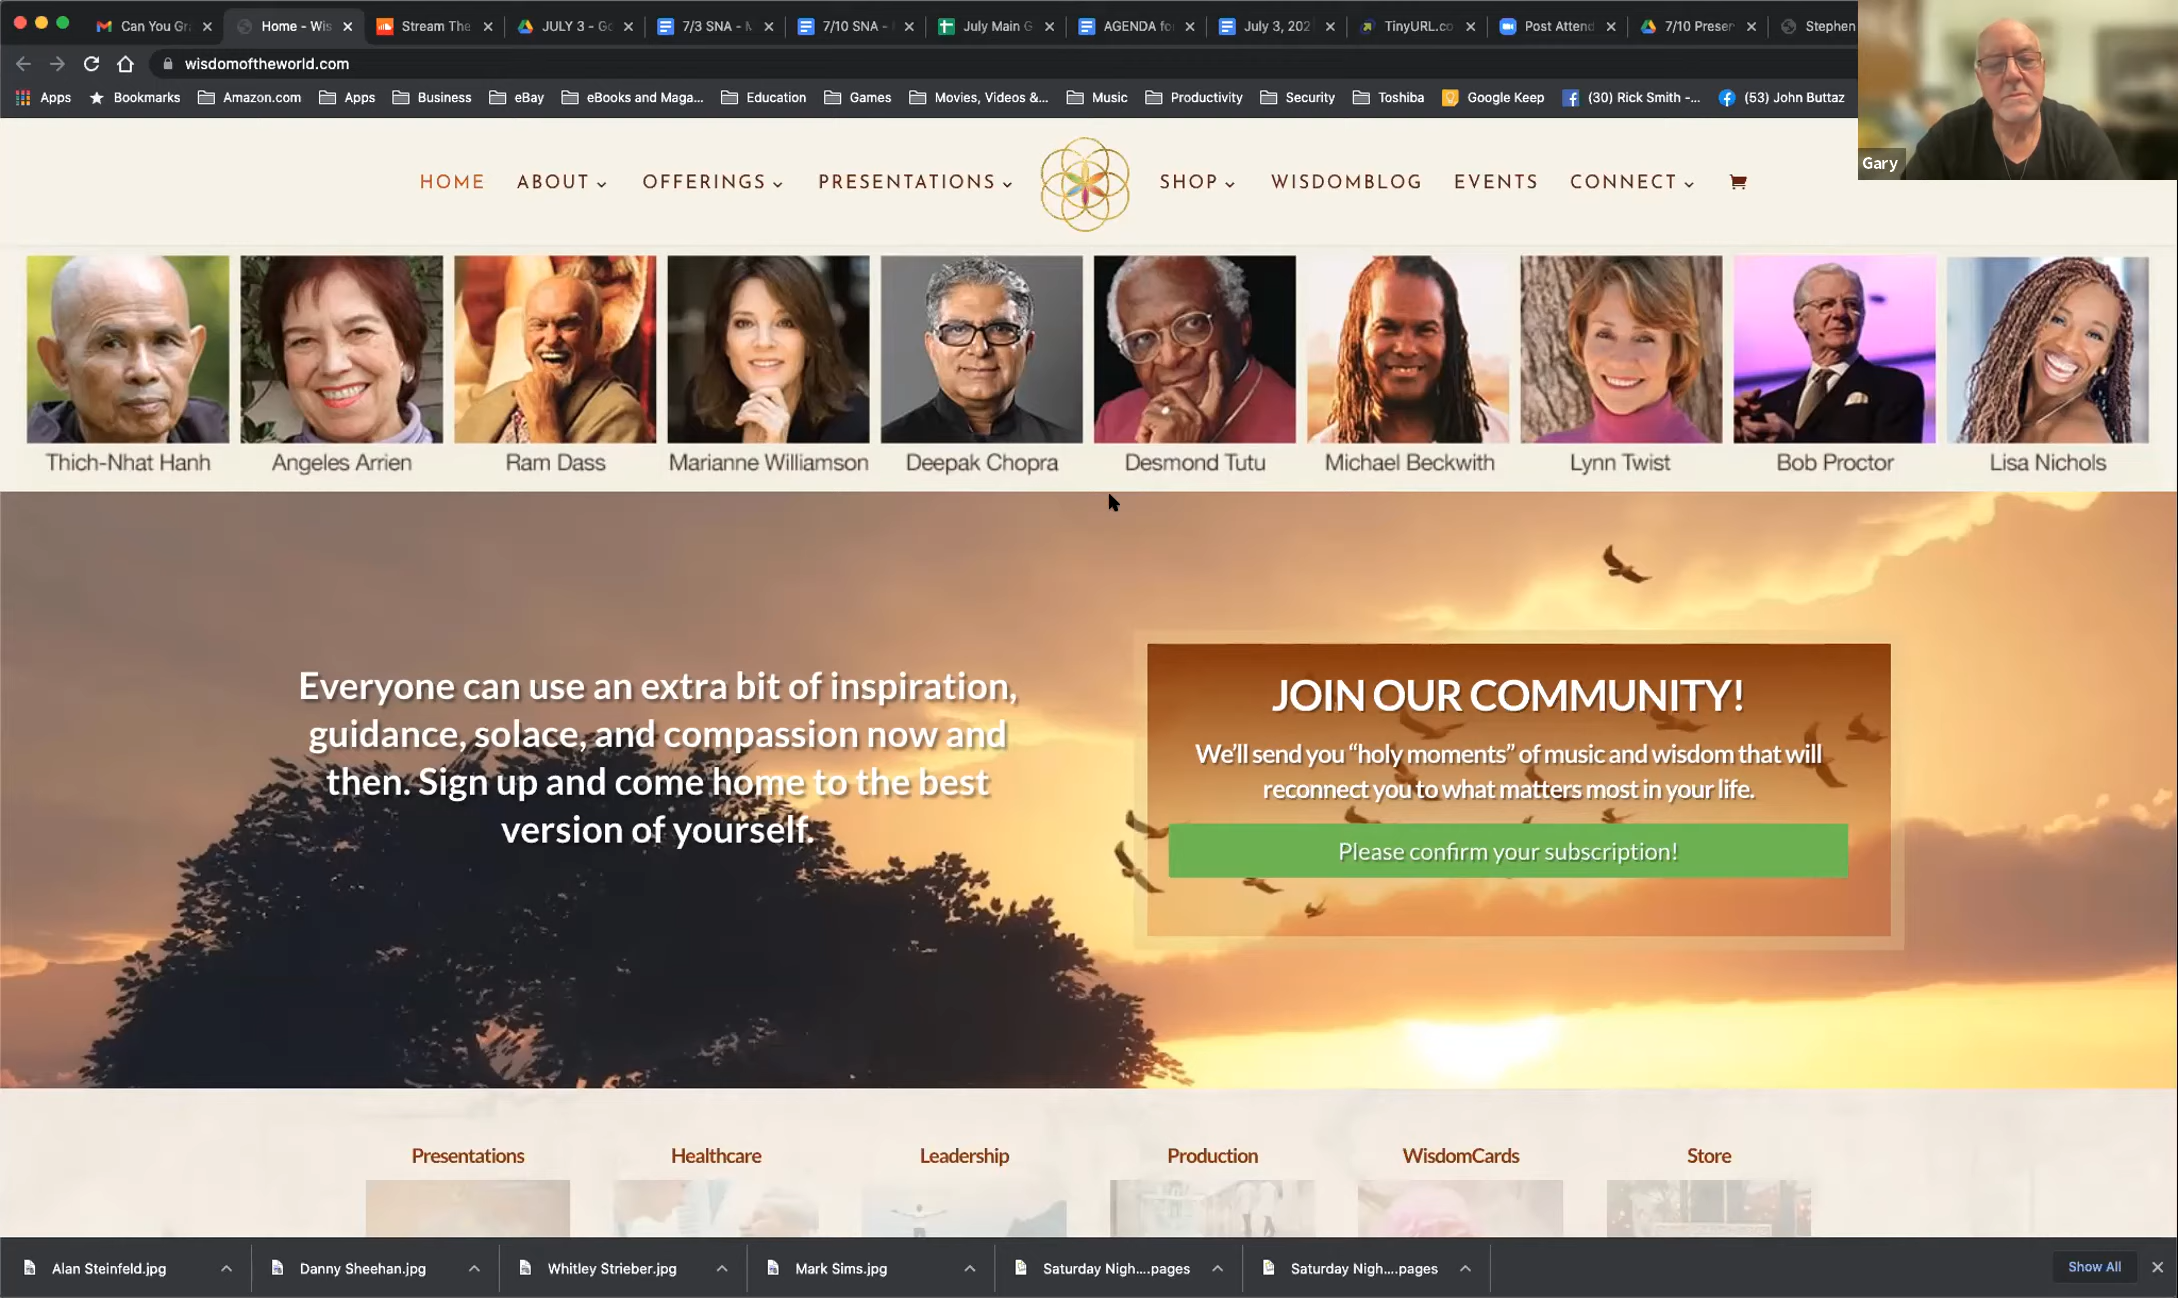 Can You Gr
Home - Wis
Stream The
JULY 3 - Go
7/3 SNA - M
7/10 SNA -
July Main G
AGENDA fo
July 3, 202
TinyURL.co
Post Attend
7/10 Preser
Stephen
wisdomoftheworld.com
Apps
Bookmarks
Amazon.com
Apps
Business
eBay
eBooks and Maga...
Education
Games
Movies, Videos &...
Music
Productivity
Security
Toshiba
Google Keep
(30) Rick Smith -...
(53) John Buttaz
Gary
HOME
ABOUT
OFFERINGS
PRESENTATIONS
SHOP
WISDOMBLOG
EVENTS
CONNECT
Thich-Nhat Hanh
Angeles Arrien
Ram Dass
Marianne Williamson
Deepak Chopra
Desmond Tutu
Michael Beckwith
Lynn Twist
Bob Proctor
Lisa Nichols
Everyone can use an extra bit of inspiration,
guidance, solace, and compassion now and
then. Sign up and come home to the best
version of yourself.
JOIN OUR COMMUNITY!
We'll send you “holy moments” of music and wisdom that will
reconnect you to what matters most in your life.
Please confirm your subscription!
Presentations
Healthcare
Leadership
Production
WisdomCards
Store
Alan Steinfeld.jpg
Danny Sheehan.jpg
Whitley Strieber.jpg
Mark Sims.jpg
Saturday Nigh....pages
Saturday Nigh....pages
Show All